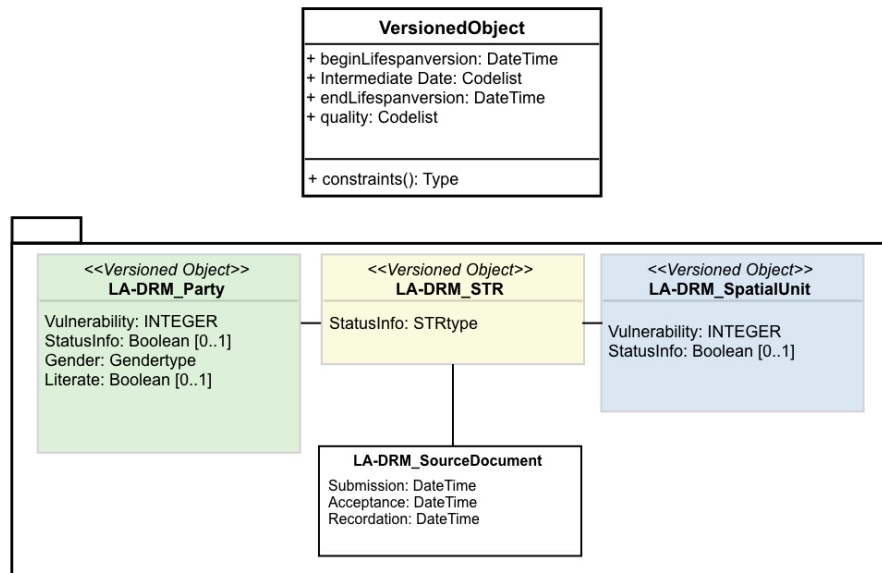 VersionedObject
+ beginLifespanversion: DateTime
+ Intermediate Date: Codelist
+ endLifespanversion: DateTime
+ quality: Codelist
+ constraints(): Type
<<Versioned Object>>
LA-DRM_Party
Vulnerability: INTEGER
StatusInfo: Boolean [0..1]
Gender: Gendertype
Literate: Boolean [0..1]
<<Versioned Object>>
LA-DRM_STR
StatusInfo: STRtype
<<Versioned Object>>
LA-DRM_SpatialUnit
Vulnerability: INTEGER
StatusInfo: Boolean [0..1]
LA-DRM_SourceDocument
Submission: DateTime
Acceptance: DateTime
Recordation: DateTime